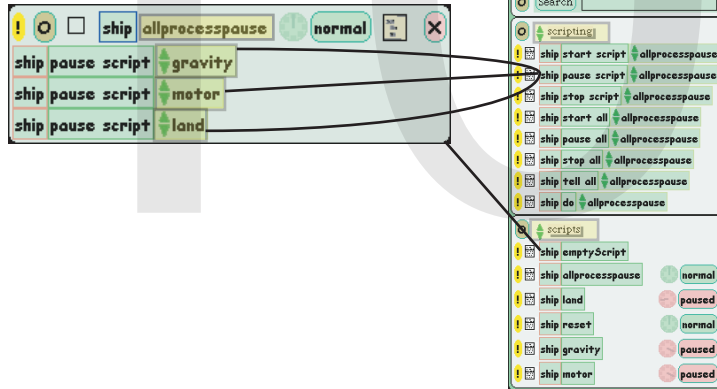 ! ship allprocesspause normal
ship pause script gravity
ship pause script motor
ship pause script land
Search
scripting
! ship start script allprocesspause
! ship pause script allprocesspause
! ship stop script allprocesspause
! ship start all allprocesspause
! ship pause all allprocesspause
! ship stop all allprocesspause
! ship tell all allprocesspause
! ship do allprocesspause
scripts
! ship emptyScript
! ship allprocesspause normal
! ship land paused
! ship reset normal
! ship gravity paused
! ship motor paused